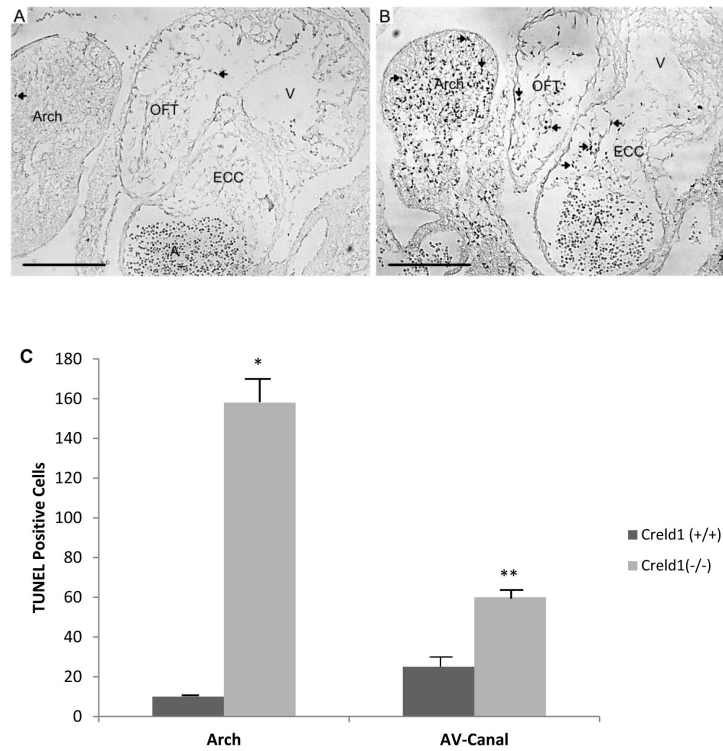 A
Arch
OFT
V
ECC
A
B
Arch
OFT
V
ECC
A
C
180
160
140
120
100
80
60
40
20
0
TUNEL Positive Cells
*
**
Arch
AV-Canal
Creld1 (+/+)
Creld1(-/-)